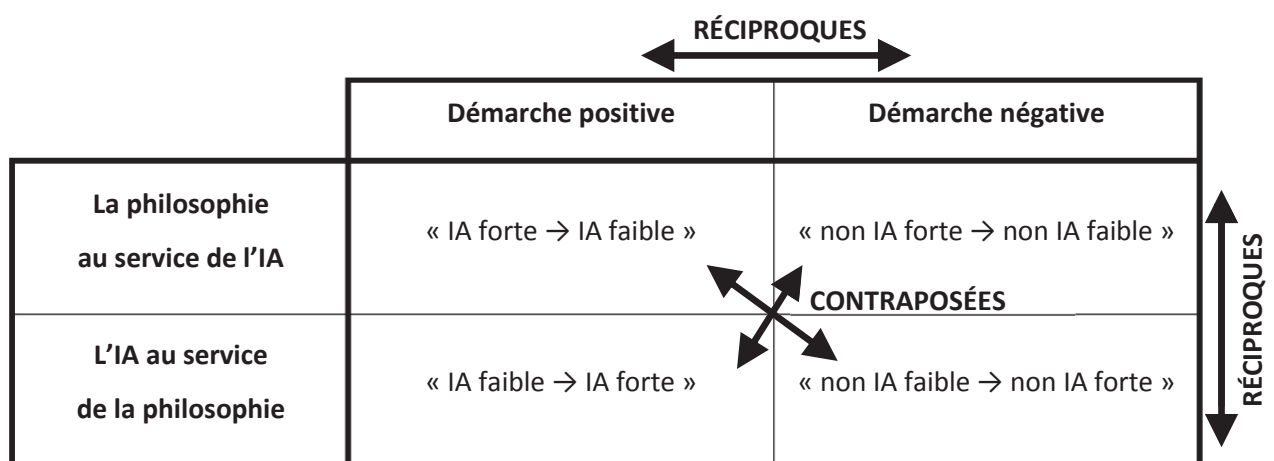 RÉCIPROQUES
Démarche positive
Démarche négative
La philosophie
au service de l’IA
« IA forte → IA faible »
« non IA forte → non IA faible »
CONTRAPOSÉES
RÉCIPROQUES
L’IA au service
de la philosophie
« IA faible → IA forte »
« non IA faible → non IA forte »